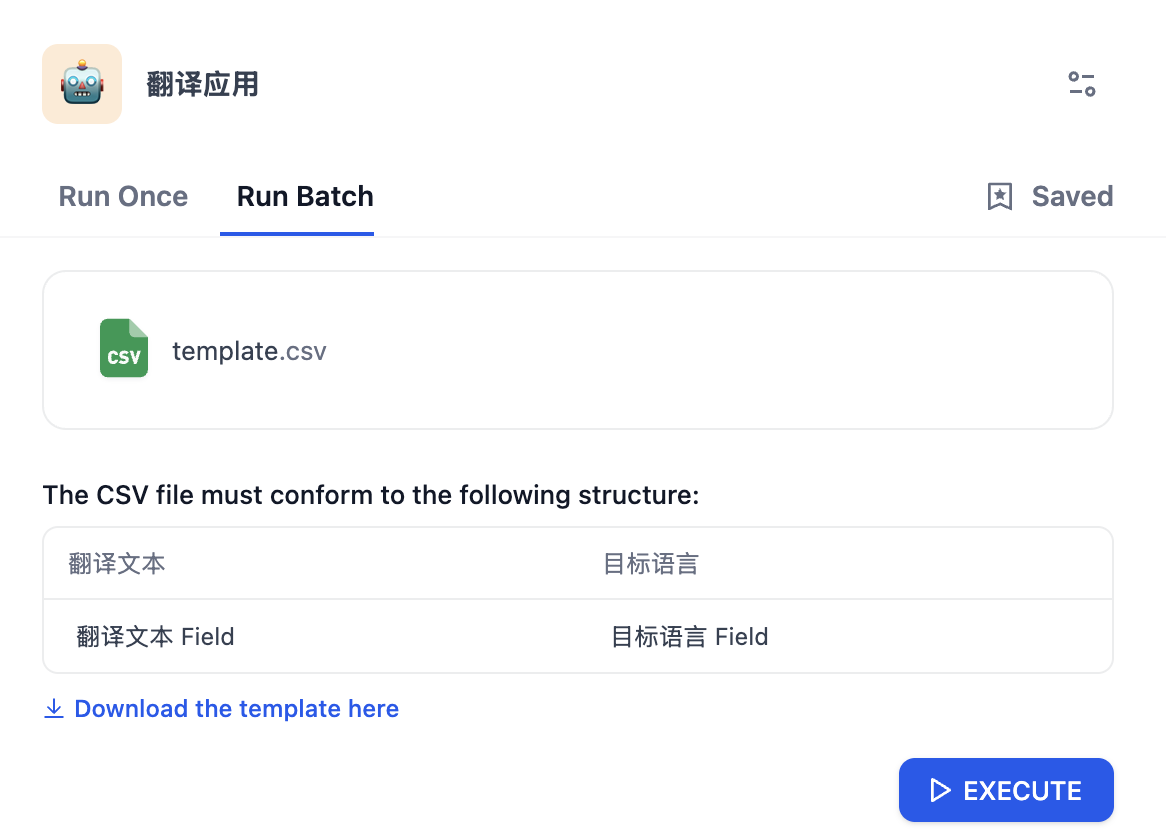 翻译应用
Run Once Run Batch Saved
CSV template.csv
The CSV file must conform to the following structure:
翻译文本 目标语言
翻译文本 Field 目标语言 Field
Download the template here
EXECUTE